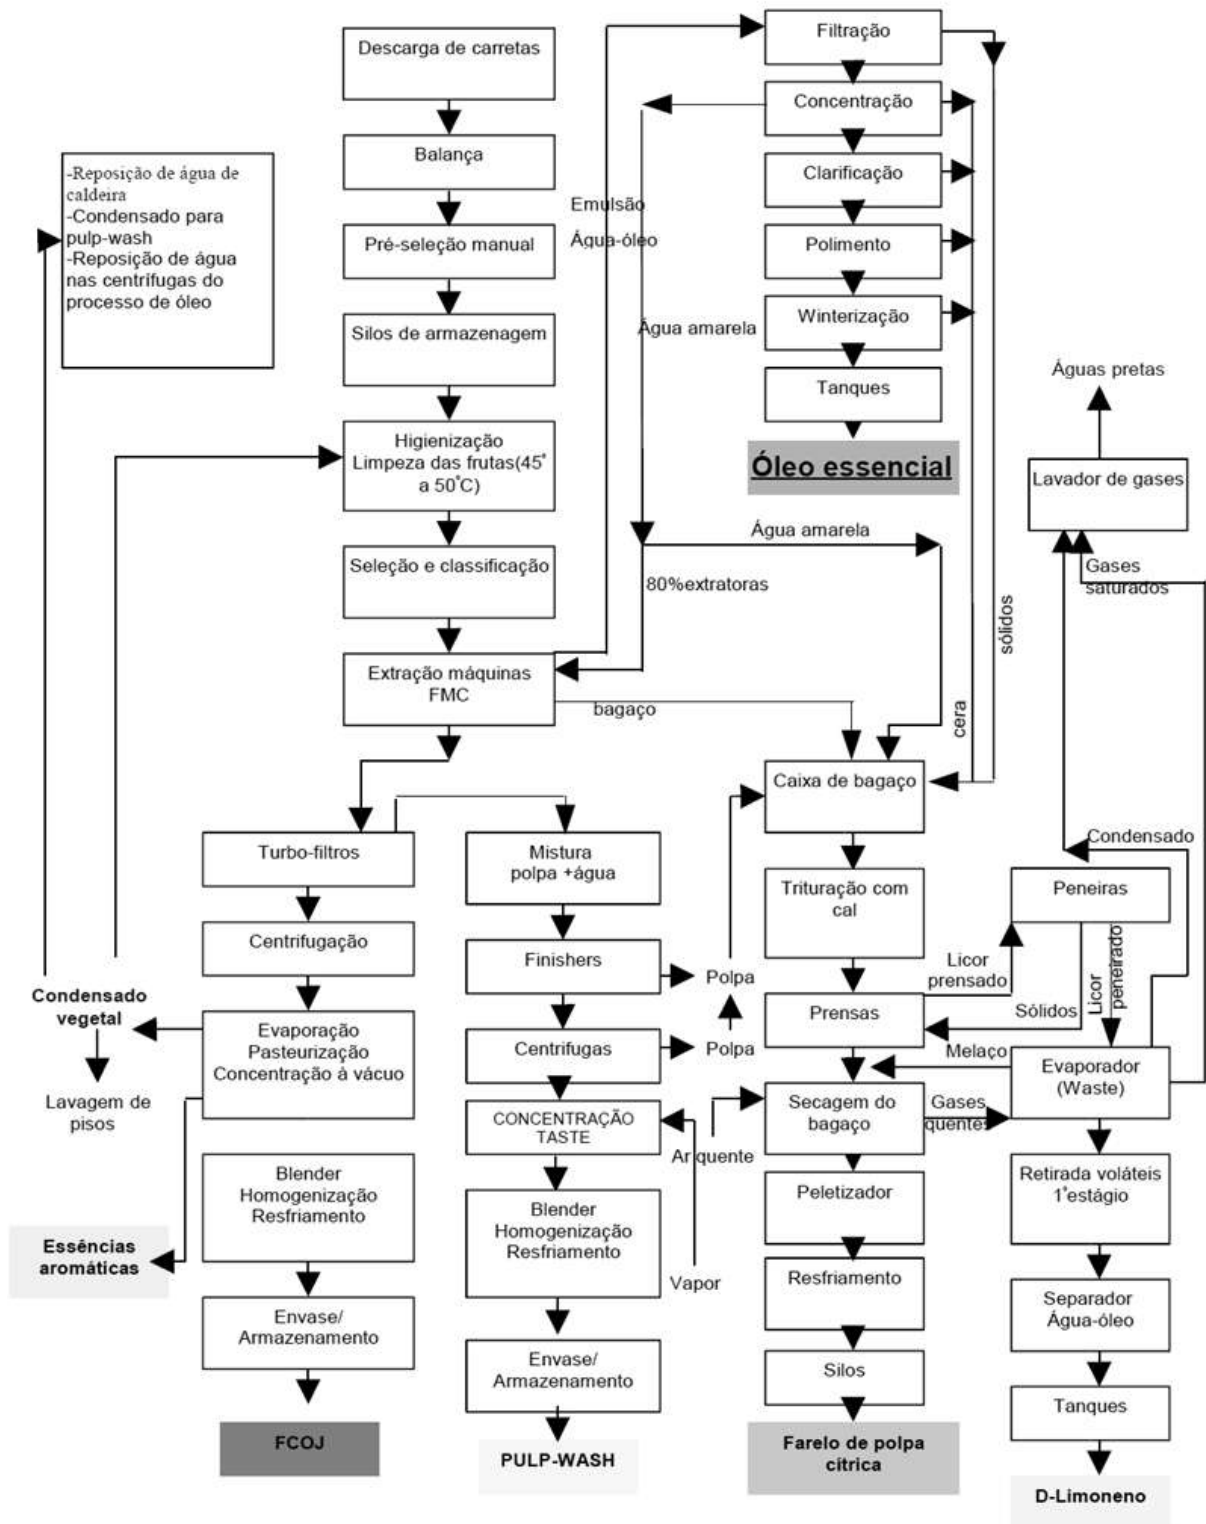 Descarga de carretas
Balança
Pré-seleção manual
Silos de armazenagem
Higienização
Limpeza das frutas(45°
a 50°C)
Seleção e classificação
Extração máquinas
FMC
-Reposição de água de
caldeira
-Condensado para
pulp-wash
-Reposição de água
nas centrífugas do
processo de óleo
Emulsão
Água-óleo
Água amarela
Filtração
Concentração
Clarificação
Polimento
Winterização
Tanques
Óleo essencial
Água amarela
80%extratoras
bagaço
cera
sólidos
Águas pretas
Lavador de gases
Gases
saturados
Condensado
Turbo-filtros
Centrifugação
Evaporação
Pasteurização
Concentração à vácuo
Condensado
vegetal
Lavagem de
pisos
Essências
aromáticas
Blender
Homogenização
Resfriamento
Envase/
Armazenamento
FCOJ
Mistura
polpa +água
Finishers
Polpa
Centrifugas
Polpa
CONCENTRAÇÃO
TASTE
Blender
Homogenização
Resfriamento
Vapor
Envase/
Armazenamento
PULP-WASH
Caixa de bagaço
Trituração com
cal
Prensas
Licor
prensado
Sólidos
Licor
peneirado
Peneiras
Melaço
Secagem do
bagaço
Ar quente
Gases
quentes
Peletizador
Resfriamento
Silos
Farelo de polpa
cítrica
Evaporador
(Waste)
Retirada voláteis
1°estágio
Separador
Água-óleo
Tanques
D-Limoneno